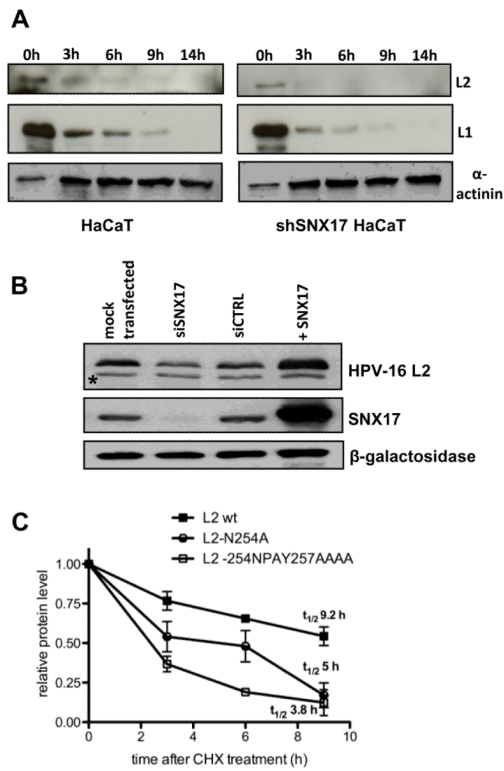 A
0h 3h 6h 9h 14h 0h 3h 6h 9h 14h
L2
L1
α-
actinin
HaCaT shSNX17 HaCaT
B
mock
transfected
siSNX17
siCTRL
+ SNX17
HPV-16 L2
*
SNX17
β-galactosidase
C
L2 wt
L2-N254A
L2 -254NPAY257AAAA
relative protein level
1.00
0.75
0.50
0.25
0.00
t1/2 9.2 h
t1/2 5 h
t1/2 3.8 h
0 2 4 6 8 10
time after CHX treatment (h)